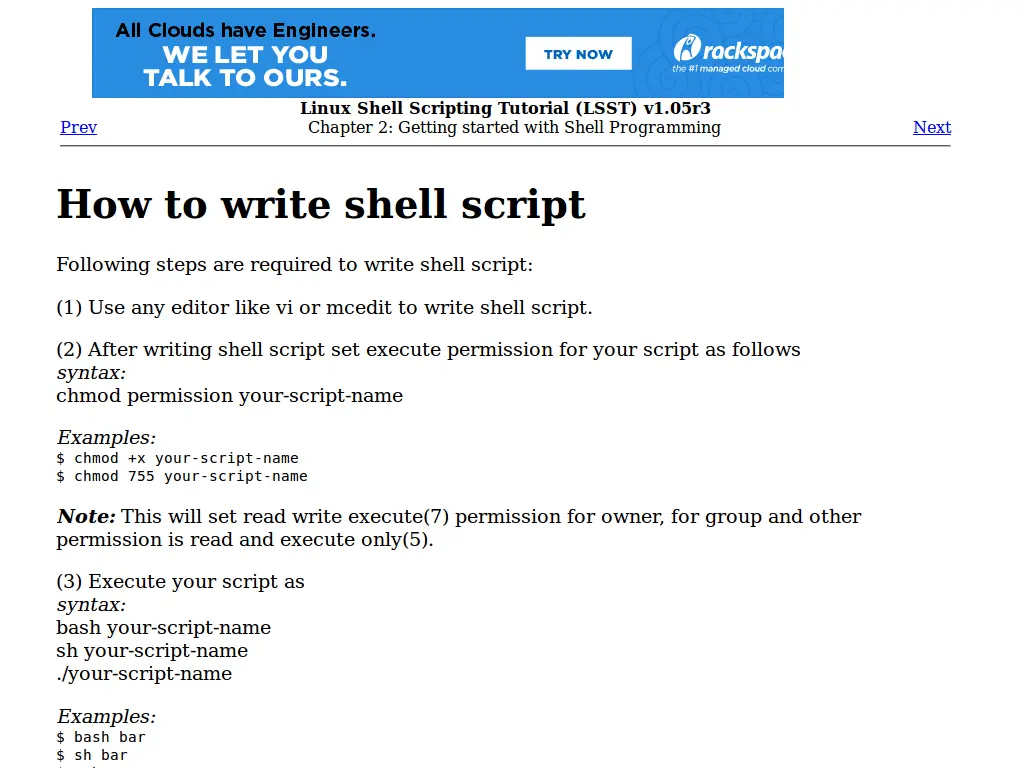 All Clouds have Engineers.
WE LET YOU
TALK TO OURS.
TRY NOW
rackspa
the #1 managed cloud com
Linux Shell Scripting Tutorial (LSST) v1.05r3
Prev Chapter 2: Getting started with Shell Programming Next
How to write shell script
Following steps are required to write shell script:
(1) Use any editor like vi or mcedit to write shell script.
(2) After writing shell script set execute permission for your script as follows
syntax:
chmod permission your-script-name
Examples:
$ chmod +x your-script-name
$ chmod 755 your-script-name
Note: This will set read write execute(7) permission for owner, for group and other
permission is read and execute only(5).
(3) Execute your script as
syntax:
bash your-script-name
sh your-script-name
./your-script-name
Examples:
$ bash bar
$ sh bar